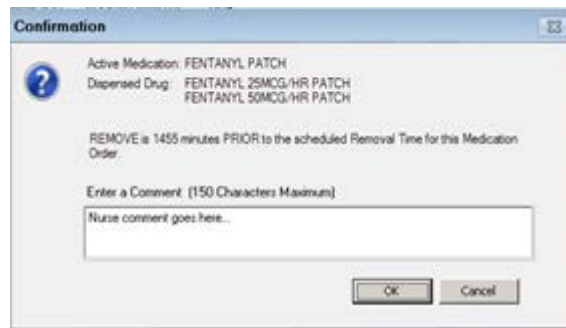 Confirmation
Active Medication: FENTANYL PATCH
Dispensed Drug: FENTANYL 25MCG/HR PATCH
FENTANYL 50MCG/HR PATCH
REMOVE is 1455 minutes PRIOR to the scheduled Removal Time for this Medication
Order.
Enter a Comment (150 Characters Maximum)
Nurse comment goes here...
OK Cancel